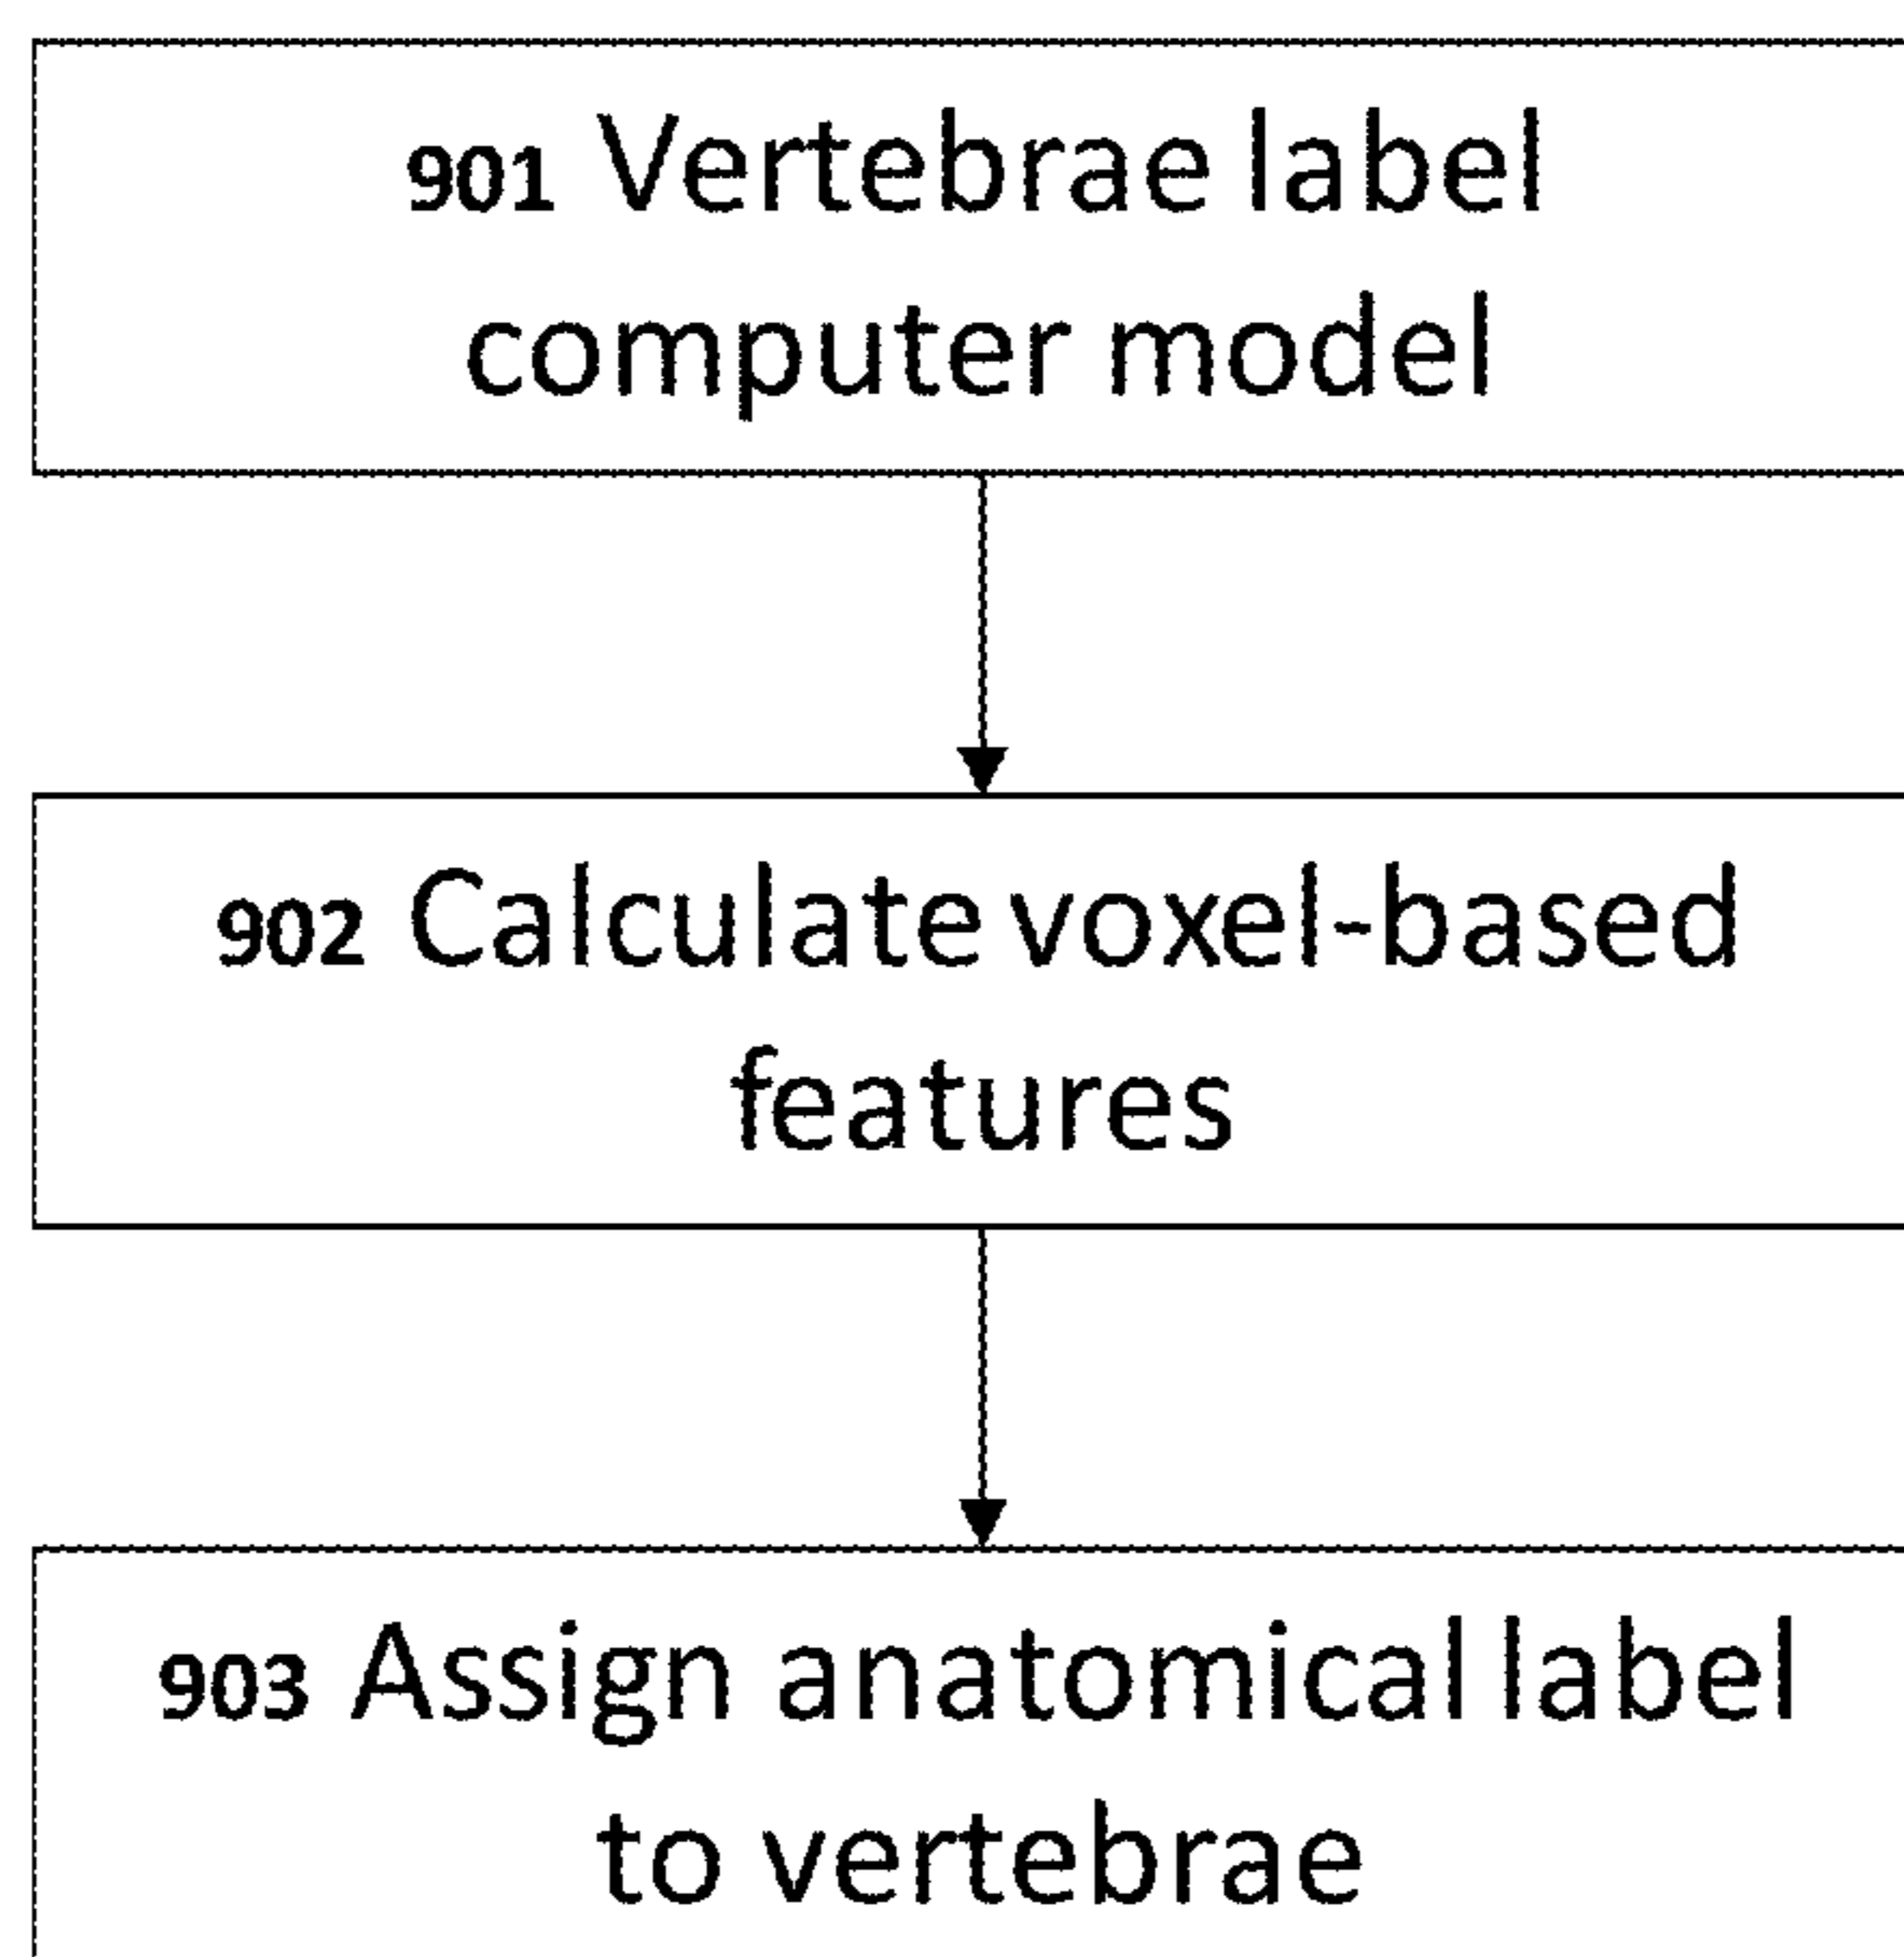 901 Vertebrae label
computer model
902 Calculate voxel-based
features
903 Assign anatomical label
to vertebrae